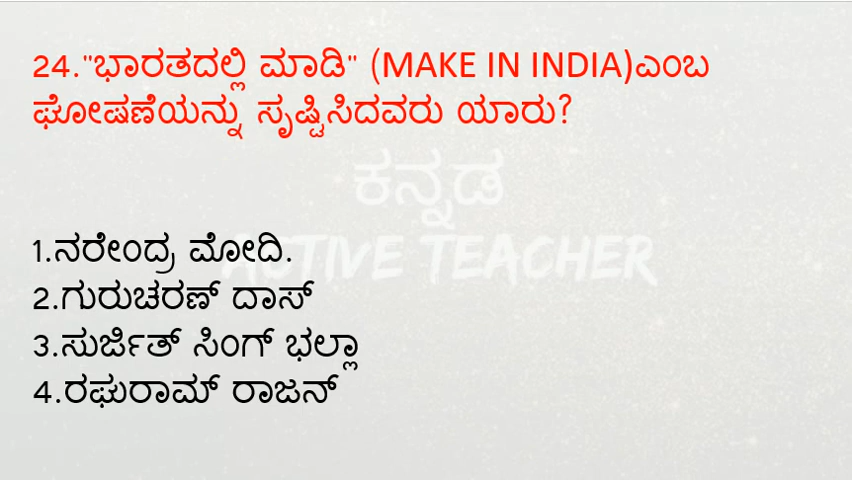 24."ಭಾರತದಲ್ಲಿ ಮಾಡಿ" (MAKE IN INDIA)ಎಂಬ
ಘೋಷಣೆಯನ್ನು ಸೃಷ್ಟಿಸಿದವರು ಯಾರು?
ಕನ್ನಡ
ACTIVE TEACHER
1.ನರೇಂದ್ರ ಮೋದಿ.
2.ಗುರುಚರಣ್ ದಾಸ್
3.ಸುರ್ಜಿತ್ ಸಿಂಗ್ ಭಲ್ಲಾ
4.ರಘುರಾಮ್ ರಾಜನ್